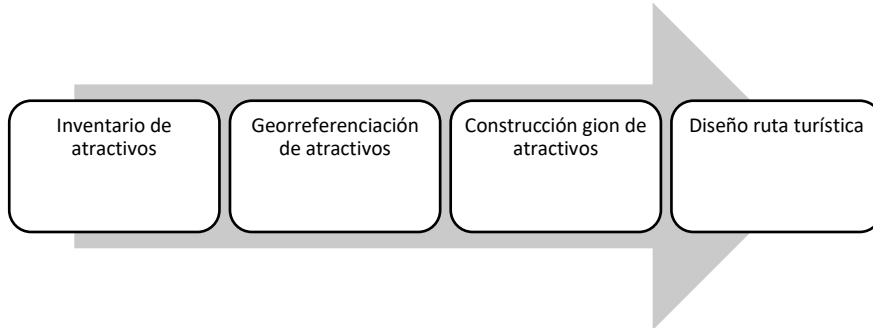 Inventario de
atractivos
Georreferenciación
de atractivos
Construcción gion de
atractivos
Diseño ruta turística